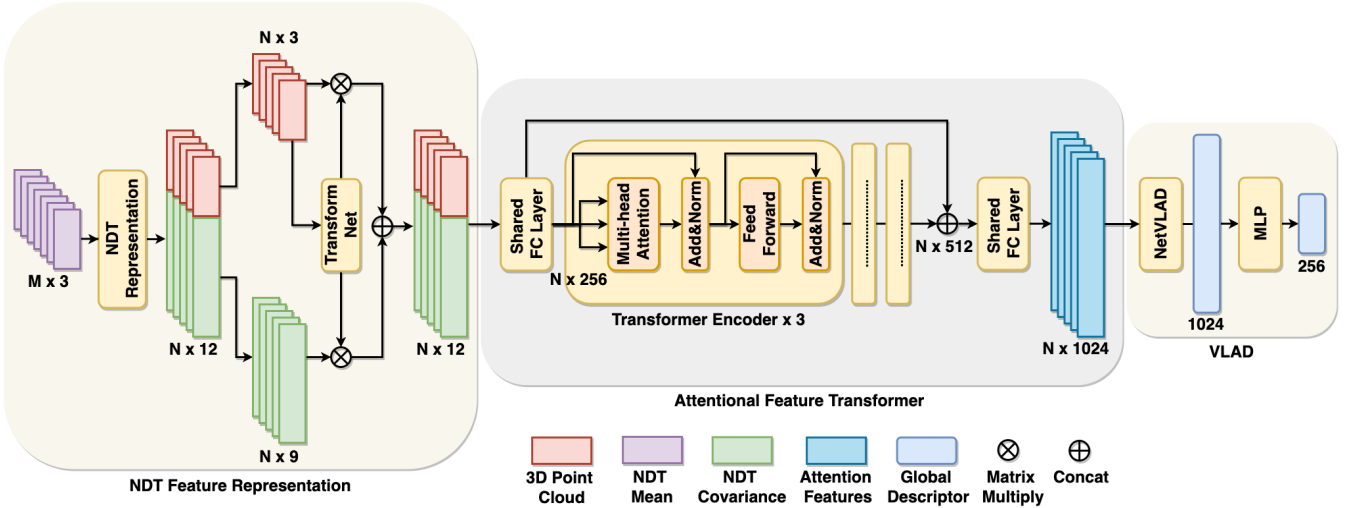 N x 3
M x 3
NDT
Representation
N x 12
N x 9
Transform
Net
N x 12
NDT Feature Representation
Shared
FC Layer
N x 256
Multi-head
Attention
Add&Norm
Feed
Forward
Add&Norm
Transformer Encoder x 3
N x 512
Shared
FC Layer
N x 1024
Attentional Feature Transformer
NetVLAD
1024
MLP
256
VLAD
3D Point
Cloud
NDT
Mean
NDT
Covariance
Attention
Features
Global
Descriptor
Matrix
Multiply
Concat